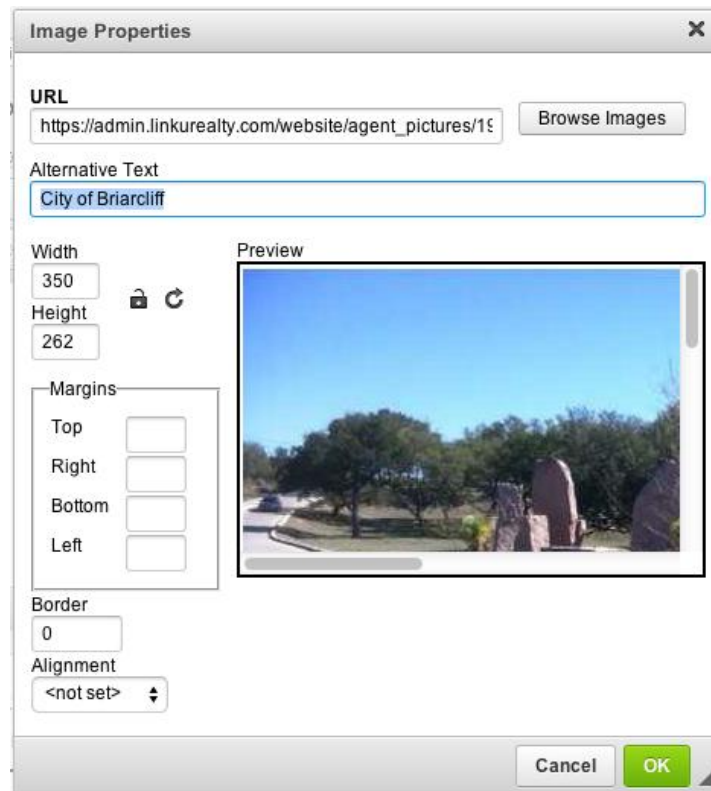 Image Properties
URL
https://admin.linkurealty.com/website/agent_pictures/19
Browse Images
Alternative Text
City of Briarcliff
Width
350
Height
262
Preview
Margins
Top
Right
Bottom
Left
Border
0
Alignment
<not set>
Cancel
OK